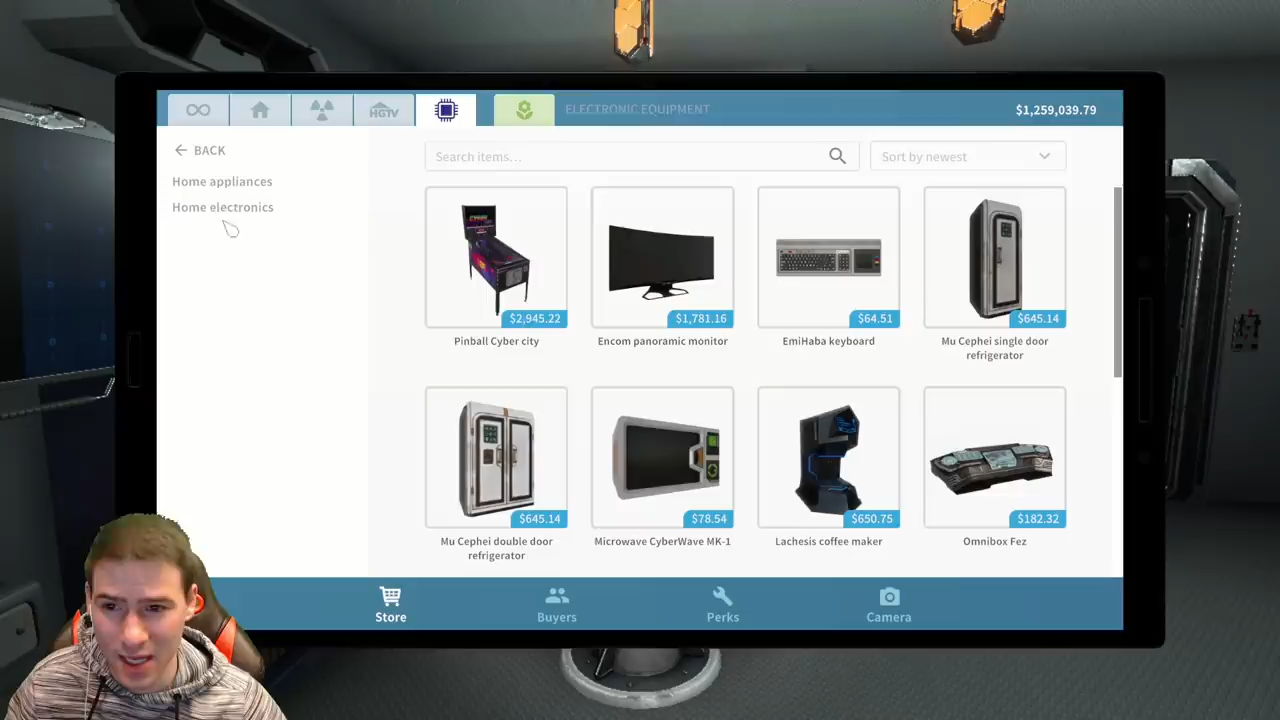 HGTV
ELECTRONIC EQUIPMENT
$1,259,039.79
BACK
Search items...
Sort by newest
Home appliances
Home electronics
$2,945.22
$1,781.16
$64.51
$645.14
Pinball Cyber city
Encom panoramic monitor
EmiHaba keyboard
Mu Cephei single door
refrigerator
$645.14
$78.54
$650.75
$182.32
Mu Cephei double door
refrigerator
Microwave CyberWave MK-1
Lachesis coffee maker
Omnibox Fez
Store
Buyers
Perks
Camera